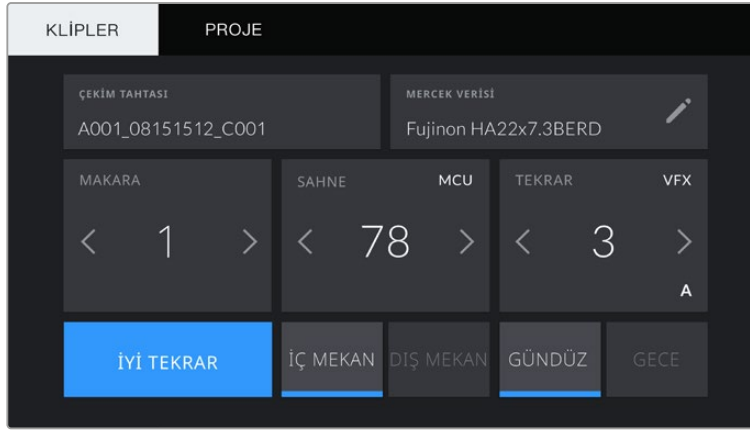 KLİPLER PROJE
ÇEKİM TAHTASI MERCEK VERİSİ
A001_08151512_C001 Fujinon HA22x7.3BERD
MAKARA SAHNE MCU TEKRAR VFX
< 1 > < 78 > < 3 >
A
İYİ TEKRAR İÇ MEKAN DIŞ MEKAN GÜNDÜZ GECE